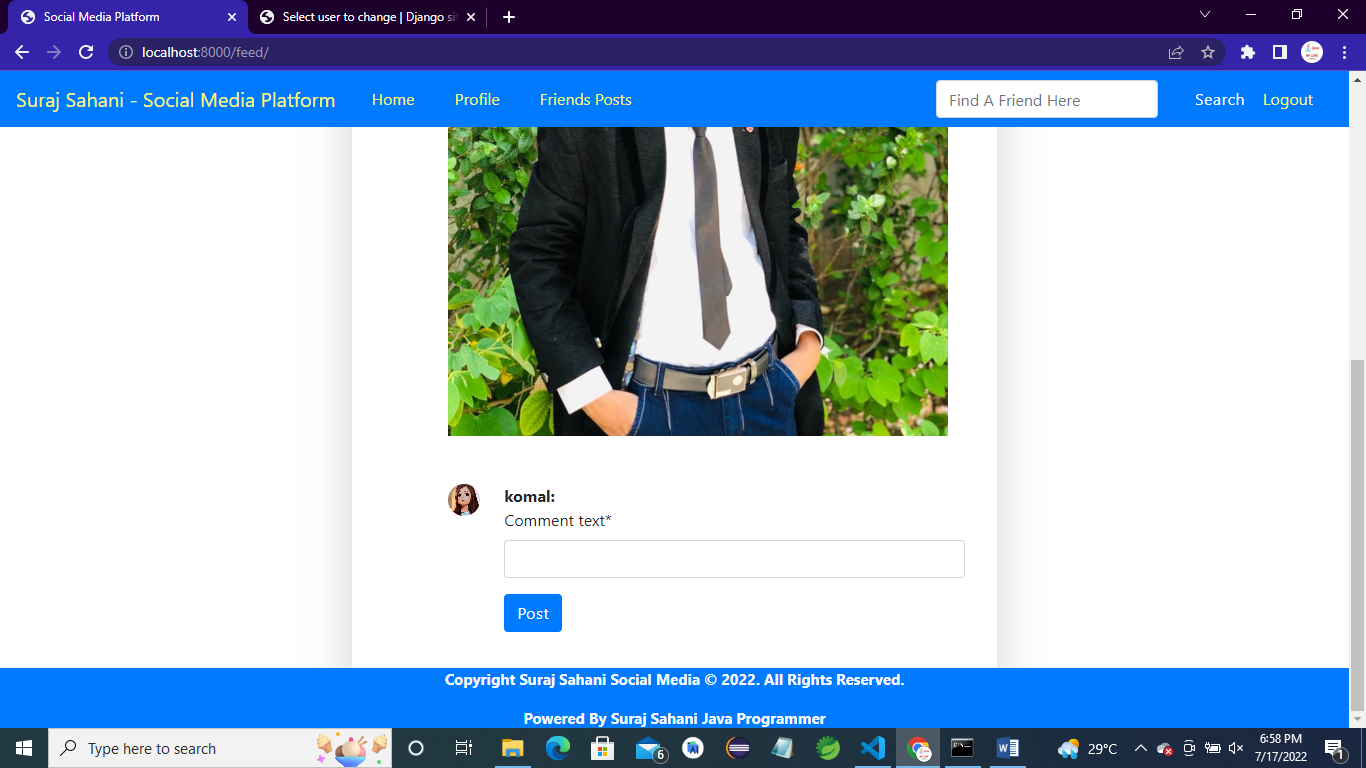 Social Media Platform
Select user to change | Django si
localhost:8000/feed/
Suraj Sahani - Social Media Platform Home Profile Friends Posts Find A Friend Here Search Logout
komal:
Comment text*
Post
Copyright Suraj Sahani Social Media © 2022. All Rights Reserved.
Powered By Suraj Sahani Java Programmer
Type here to search
6
29°C
6:58 PM
7/17/2022
1